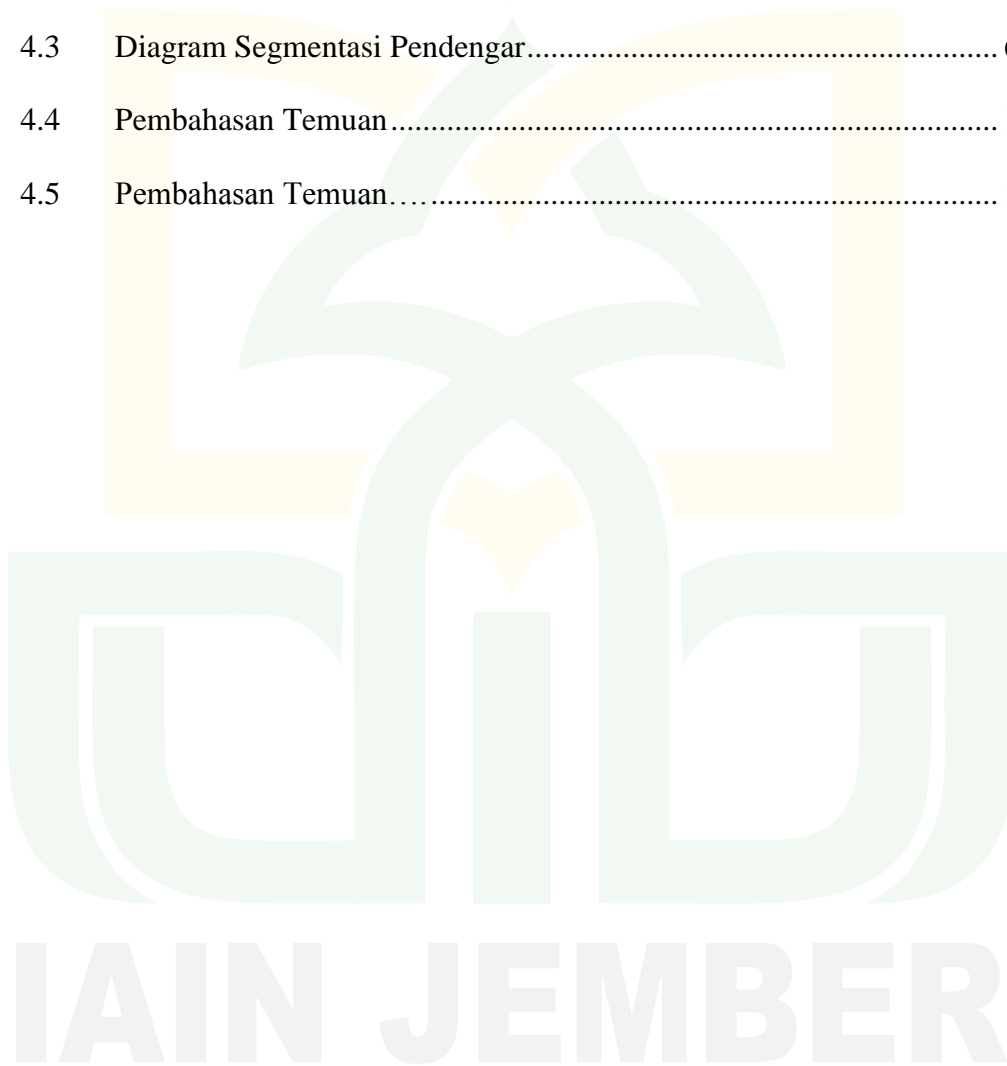 4.3 Diagram Segmentasi Pendengar............................................................
4.4 Pembahasan Temuan.............................................................................
4.5 Pembahasan Temuan….........................................................................
IAIN JEMBER